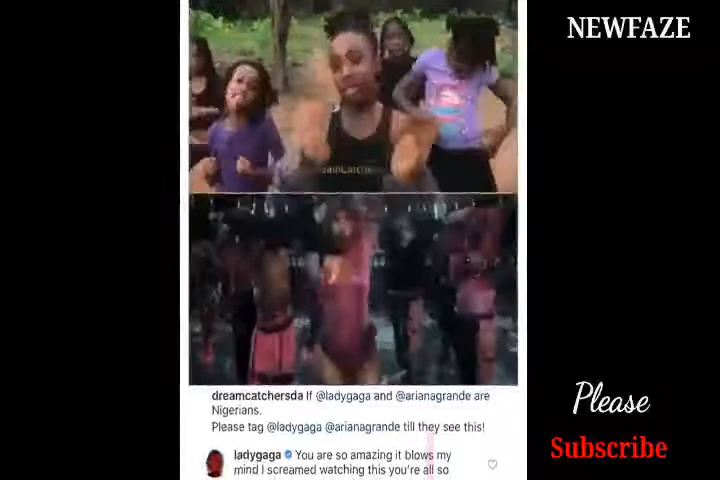 NEWFAZE
dreamcatchersda If @ladygaga and @arianagrande are
Nigerians.
Please tag @ladygaga @arianagrande till they see this!
ladygaga You are so amazing it blows my
mind I screamed watching this you're all so
Please
Subscribe